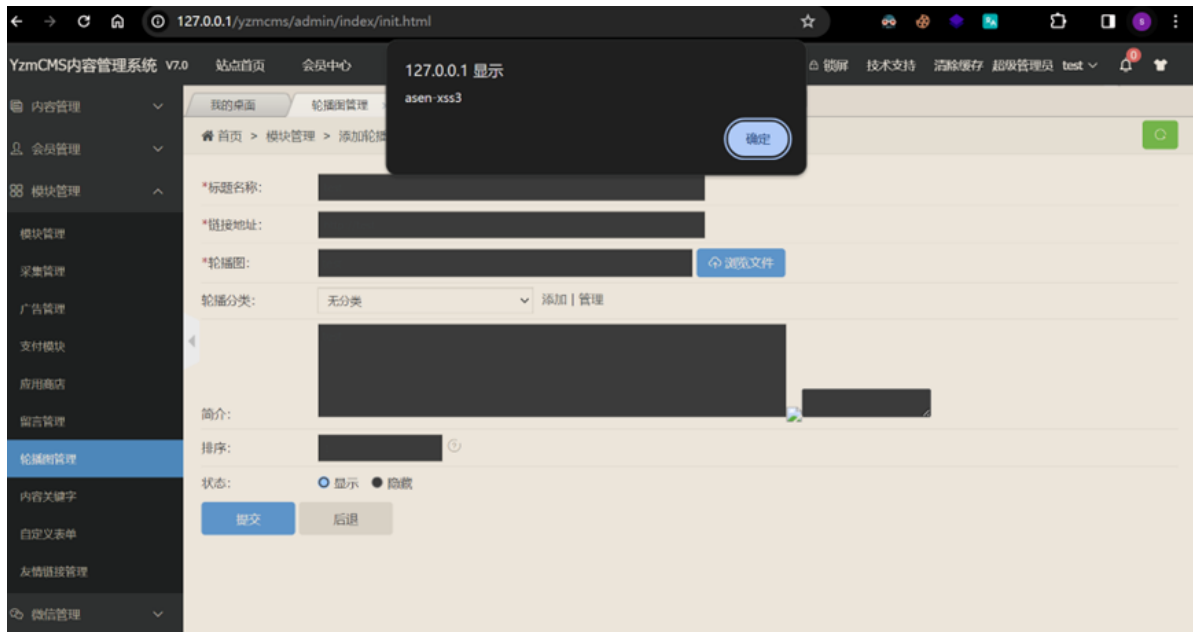 127.0.0.1/yzmcms/admin/index/init.html
YzmCMS内容管理系统 V7.0 站点首页 会员中心 锁屏 技术支持 清除缓存 超级管理员 test 0
127.0.0.1 显示
asen-xss3
确定
内容管理
会员管理
模块管理
模块管理
采集管理
广告管理
支付模块
应用商店
留言管理
轮播图管理
内容关键字
自定义表单
友情链接管理
微信管理
我的桌面 轮播图管理
首页 > 模块管理 > 添加轮播
*标题名称:
*链接地址:
*轮播图: 浏览文件
轮播分类: 无分类 添加 | 管理
简介:
排序:
状态: 显示 隐藏
提交 后退